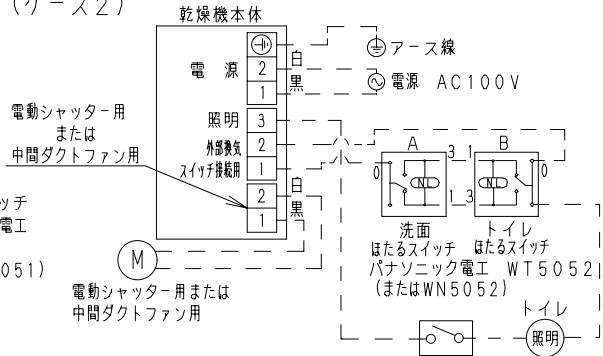 (ケース2)
乾燥機本体
アース線
電源 2 白
1 黒
電源 AC100V
照明 3
外部換気 2
スイッチ接続用 1
2 白
1 黒
電動シャッター用
または
中間ダクトファン用
ッチ
電工
051)
M
電動シャッター用または
中間ダクトファン用
A 3 1 B
0 NL NL 0
1 3
洗面
ほたるスイッチ
トイレ
ほたるスイッチ
パナソニック電工 WT5052
(またはWN5052)
トイレ
照明